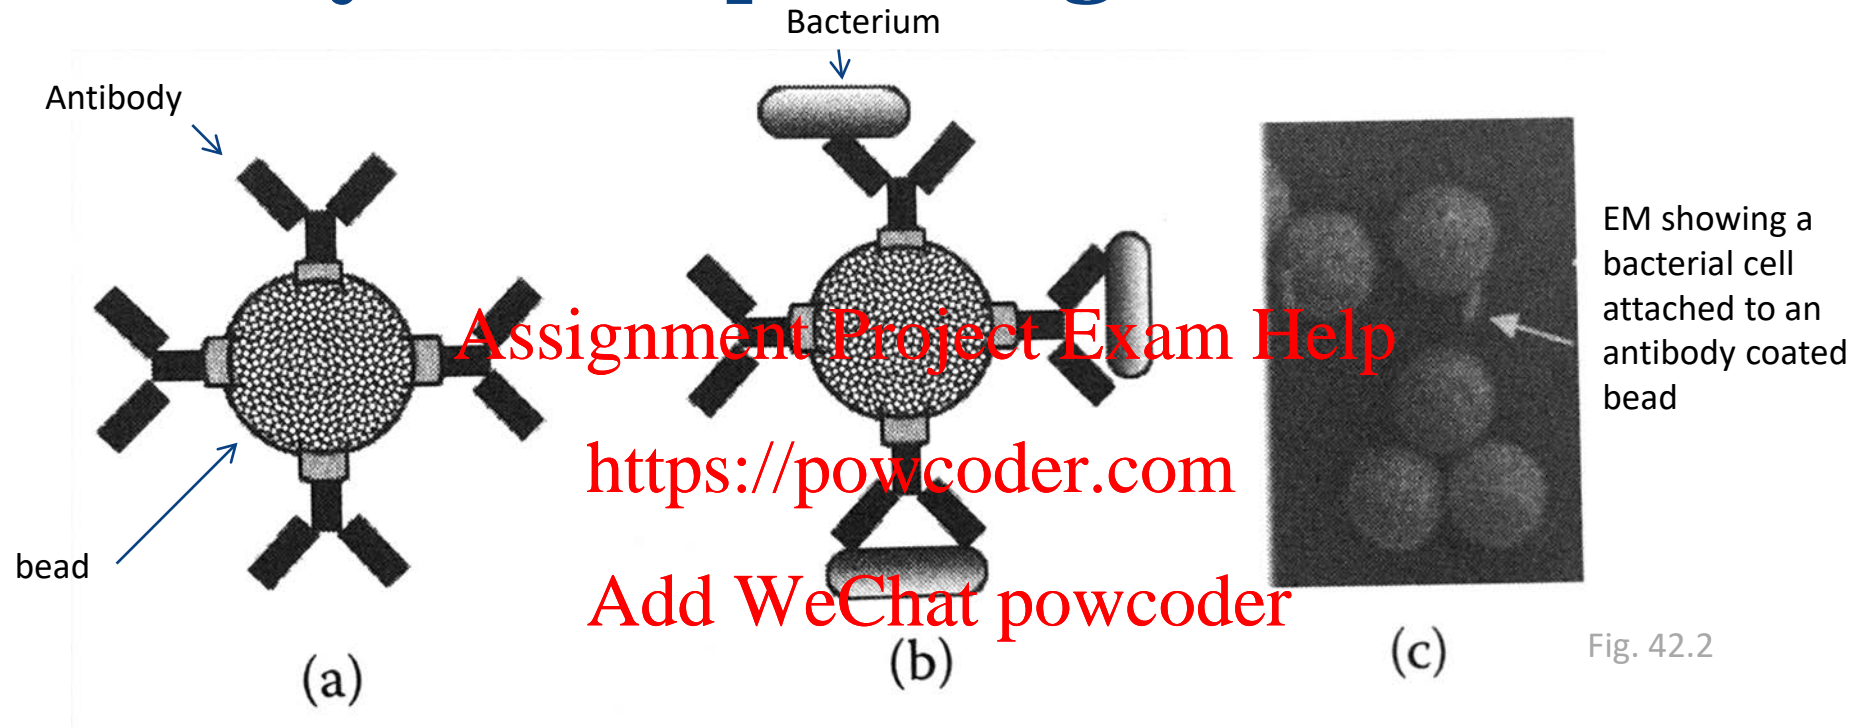 Bacterium
Antibody
EM showing a
bacterial cell
attached to an
antibody coated
bead
Assignment Project Exam Help
https://powcoder.com
bead
Add WeChat powcoder
(a)
(b)
(c)
Fig. 42.2